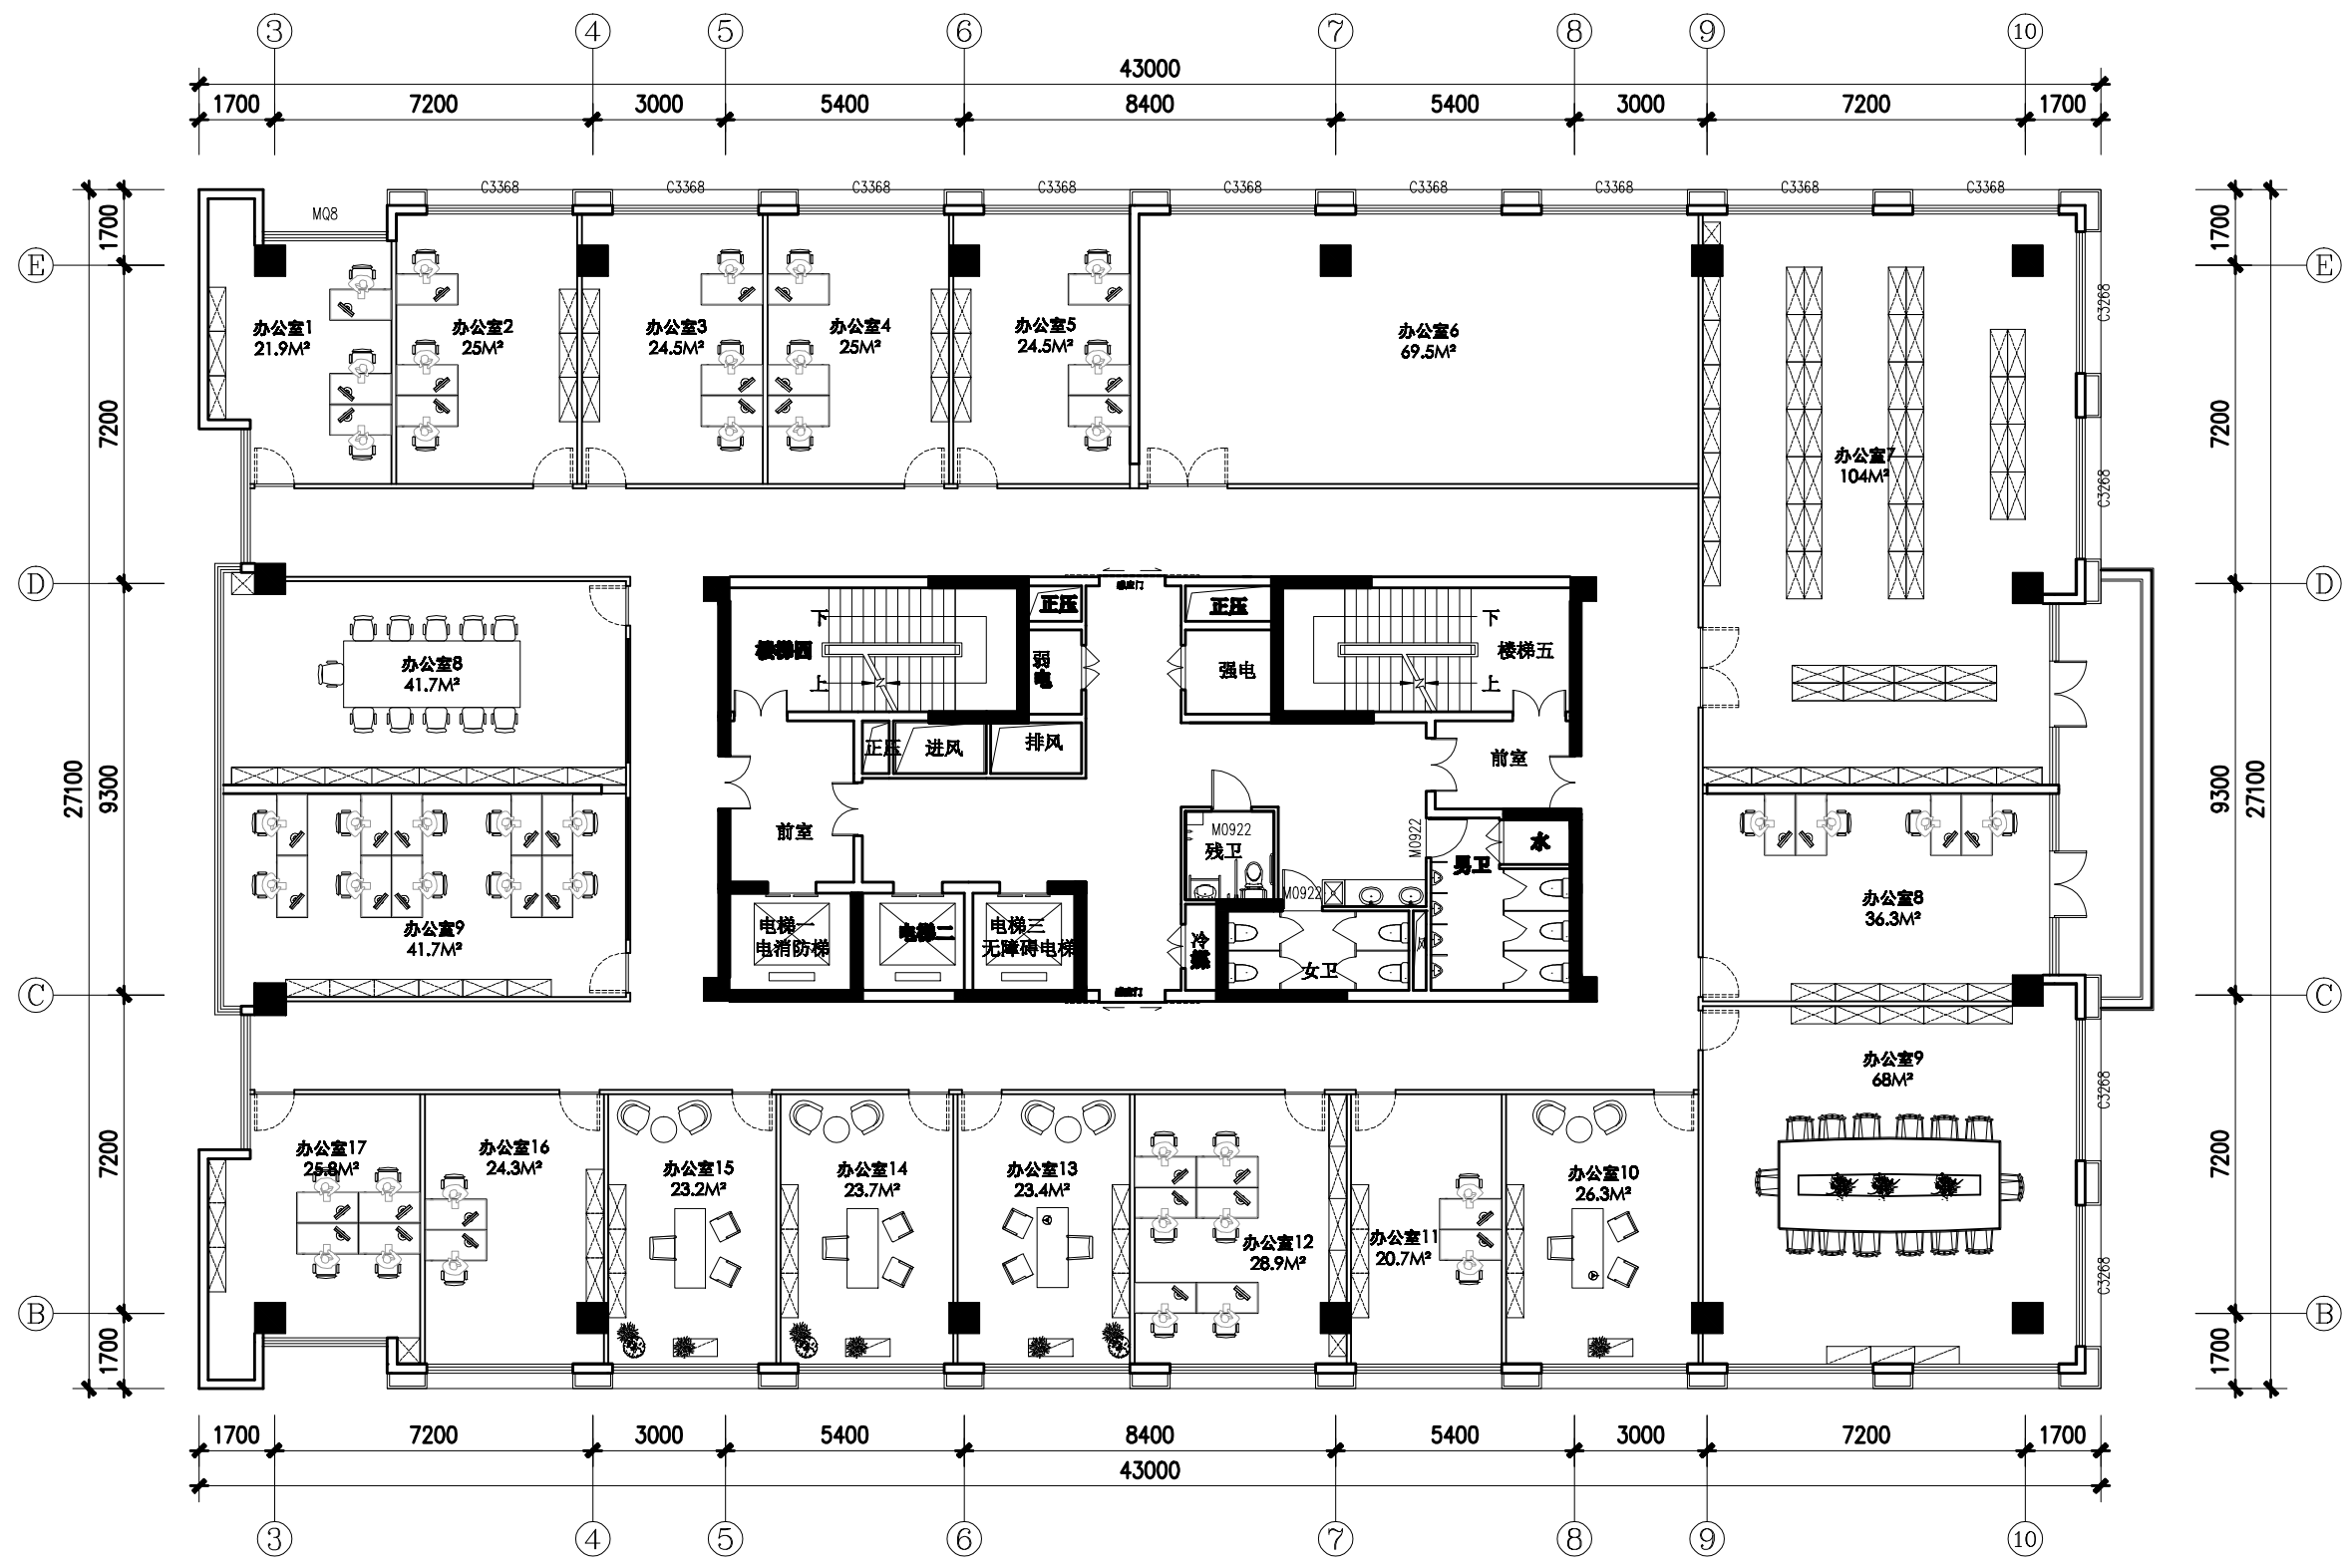 ③ ④ ⑤ ⑥ ⑦ ⑧ ⑨ ⑩
43000
1700 7200 3000 5400 8400 5400 3000 7200 1700
C3368 C3368 C3368 C3368 C3368 C3368 C3368 C3368 C3368
MQ8
1700
1700
E
E
C3268
办公室1
21.9M²
办公室2
25M²
办公室3
24.5M²
办公室4
25M²
办公室5
24.5M²
办公室6
69.5M²
7200
7200
办公室7
104M²
C3268
D
D
正压
正压
下
下
楼梯四
楼梯五
弱电
强电
上
上
办公室8
41.7M²
正压
进风
排风
前室
27100
9300
9300
27100
前室
M0922
残卫
M0922
男卫
水
M0922
办公室8
36.3M²
办公室9
41.7M²
电梯一
电消防梯
电梯二
电梯三
无障碍电梯
冷
女卫
风
C
C
办公室9
68M²
C3268
办公室17
25.8M²
办公室16
24.3M²
办公室15
23.2M²
办公室14
23.7M²
办公室13
23.4M²
办公室12
28.9M²
办公室11
20.7M²
办公室10
26.3M²
7200
7200
C3268
B
B
1700
1700
1700 7200 3000 5400 8400 5400 3000 7200 1700
43000
③ ④ ⑤ ⑥ ⑦ ⑧ ⑨ ⑩